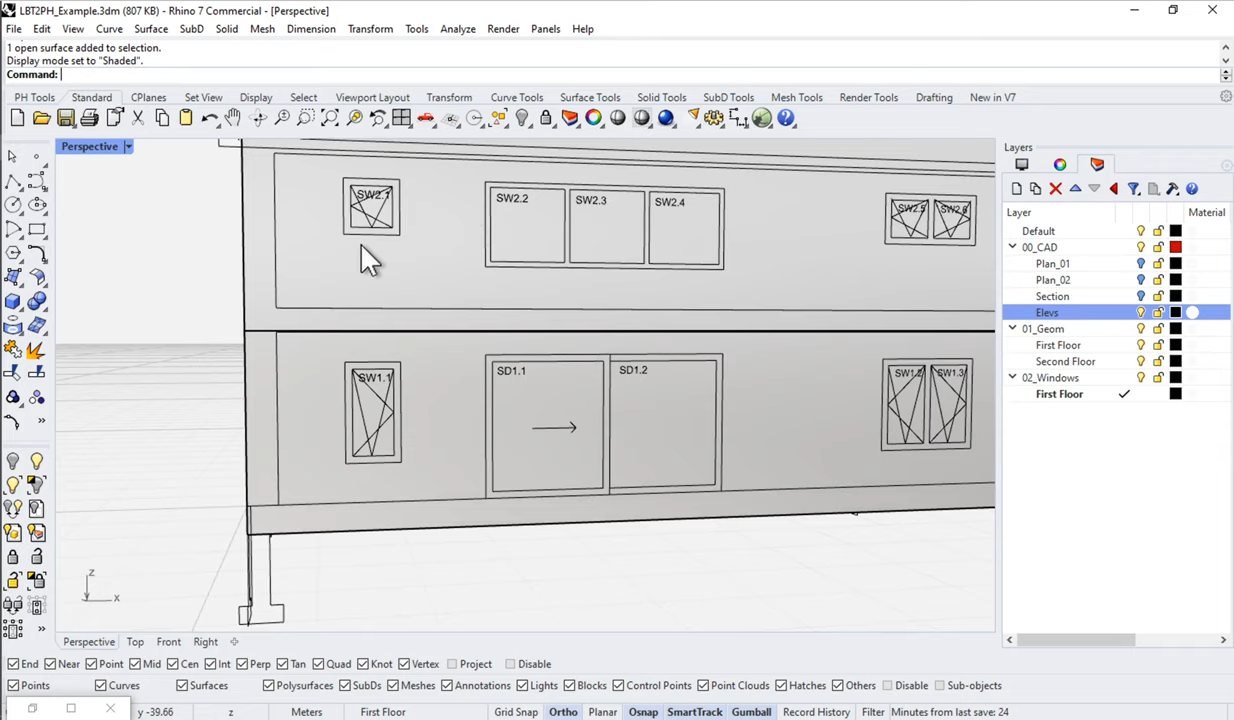 LBT2PH_Example.3dm (807 KB) - Rhino 7 Commercial - [Perspective]
File Edit View Curve Surface SubD Solid Mesh Dimension Transform Tools Analyze Render Panels Help
1 open surface added to selection.
Display mode set to "Shaded".
Command:
PH Tools Standard CPlanes Set View Display Select Viewport Layout Transform Curve Tools Surface Tools Solid Tools SubD Tools Mesh Tools Render Tools Drafting New in V7
Perspective
Layers
Layer Material
Default
00_CAD
Plan_01
Plan_02
Section
Elevs
01_Geom
First Floor
Second Floor
02_Windows
First Floor
SW2.1 SW2.2 SW2.3 SW2.4 SW2.5 SW2.6
SW1.1 SD1.1 SD1.2 SW1.2 SW1.3
z
x
Perspective Top Front Right
End Near Point Mid Cen Int Perp Tan Quad Knot Vertex Project Disable
Points Curves Surfaces Polysurfaces SubDs Meshes Annotations Lights Blocks Control Points Point Clouds Hatches Others Disable Sub-objects
y -39.66 z Meters First Floor Grid Snap Ortho Planar Osnap SmartTrack Gumball Record History Filter Minutes from last save: 24